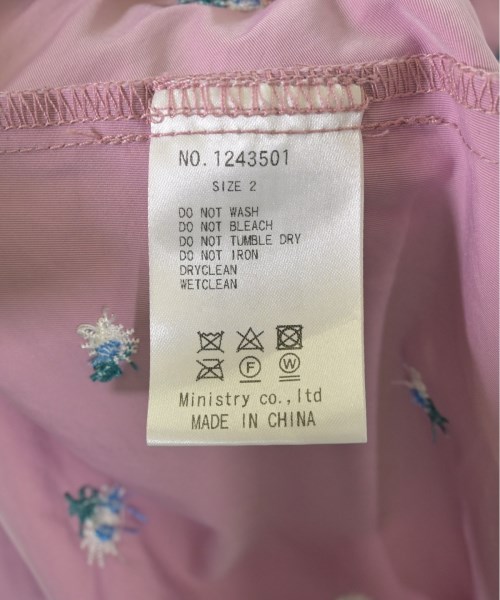 NO. 1243501
SIZE 2
DO NOT WASH
DO NOT BLEACH
DO NOT TUMBLE DRY
DO NOT IRON
DRYCLEAN
WETCLEAN
F W
Ministry co.,ltd
MADE IN CHINA